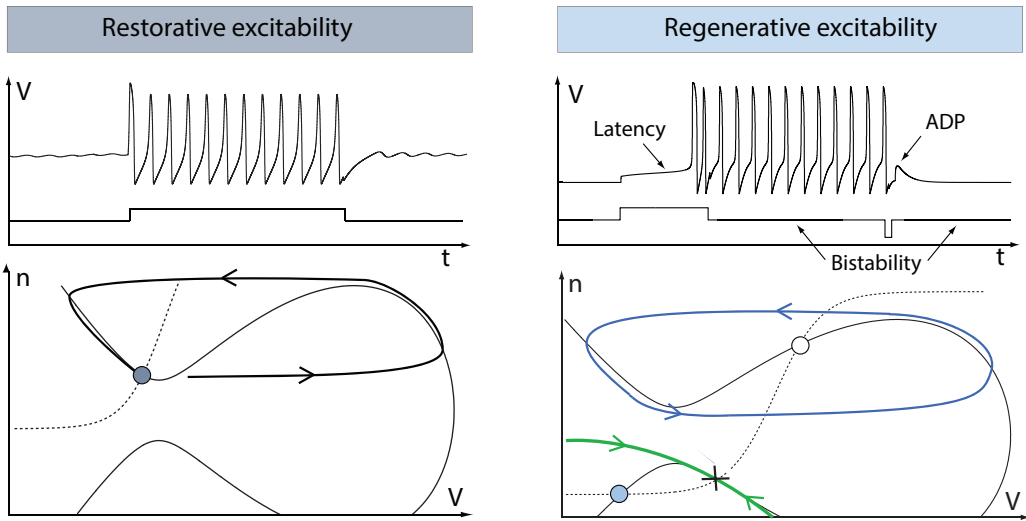 Restorative excitability
Regenerative excitability
V
t
V
Latency
ADP
Bistability
t
n
V
n
V